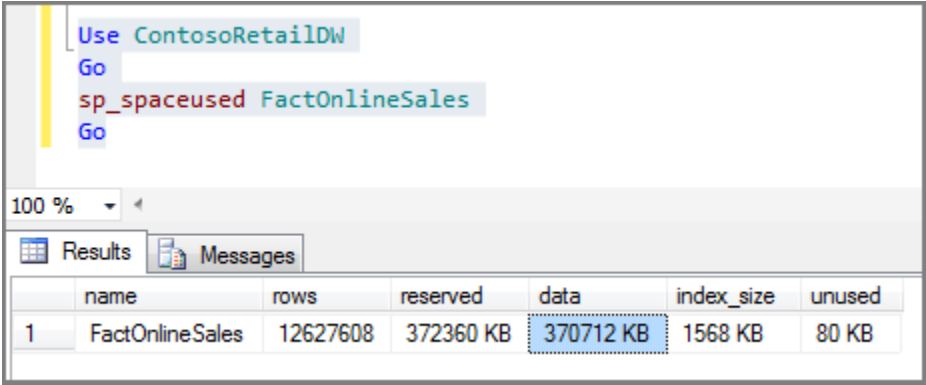 Use ContosoRetailDW
Go
sp_spaceused FactOnlineSales
Go
100 %
Results Messages
name rows reserved data index_size unused
1 FactOnlineSales 12627608 372360 KB 370712 KB 1568 KB 80 KB